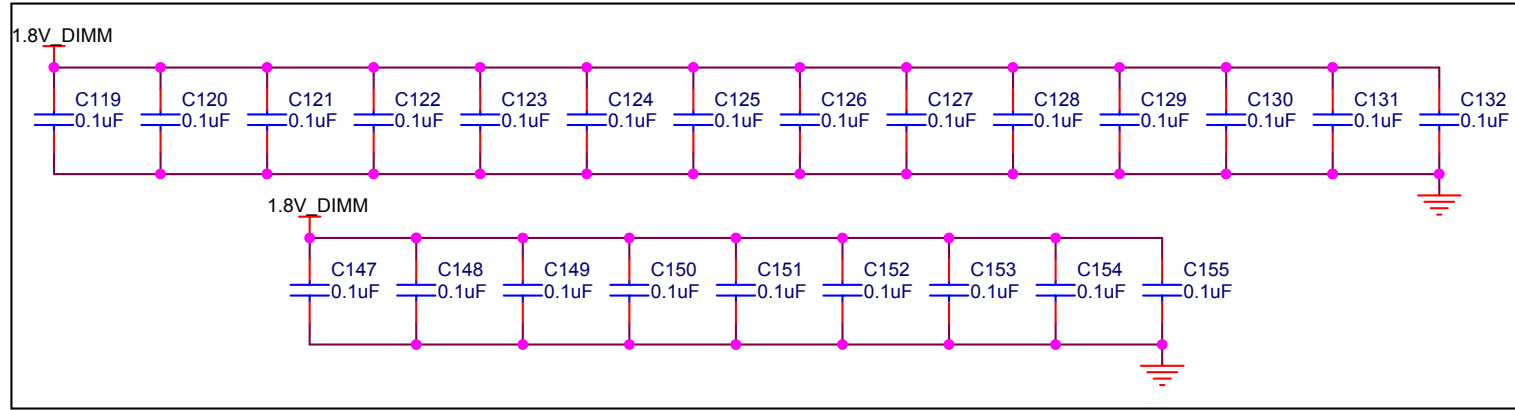 1.8V_DIMM
C119 C120 C121 C122 C123 C124 C125 C126 C127 C128 C129 C130 C131 C132
0.1uF 0.1uF 0.1uF 0.1uF 0.1uF 0.1uF 0.1uF 0.1uF 0.1uF 0.1uF 0.1uF 0.1uF 0.1uF 0.1uF
1.8V_DIMM
C147 C148 C149 C150 C151 C152 C153 C154 C155
0.1uF 0.1uF 0.1uF 0.1uF 0.1uF 0.1uF 0.1uF 0.1uF 0.1uF